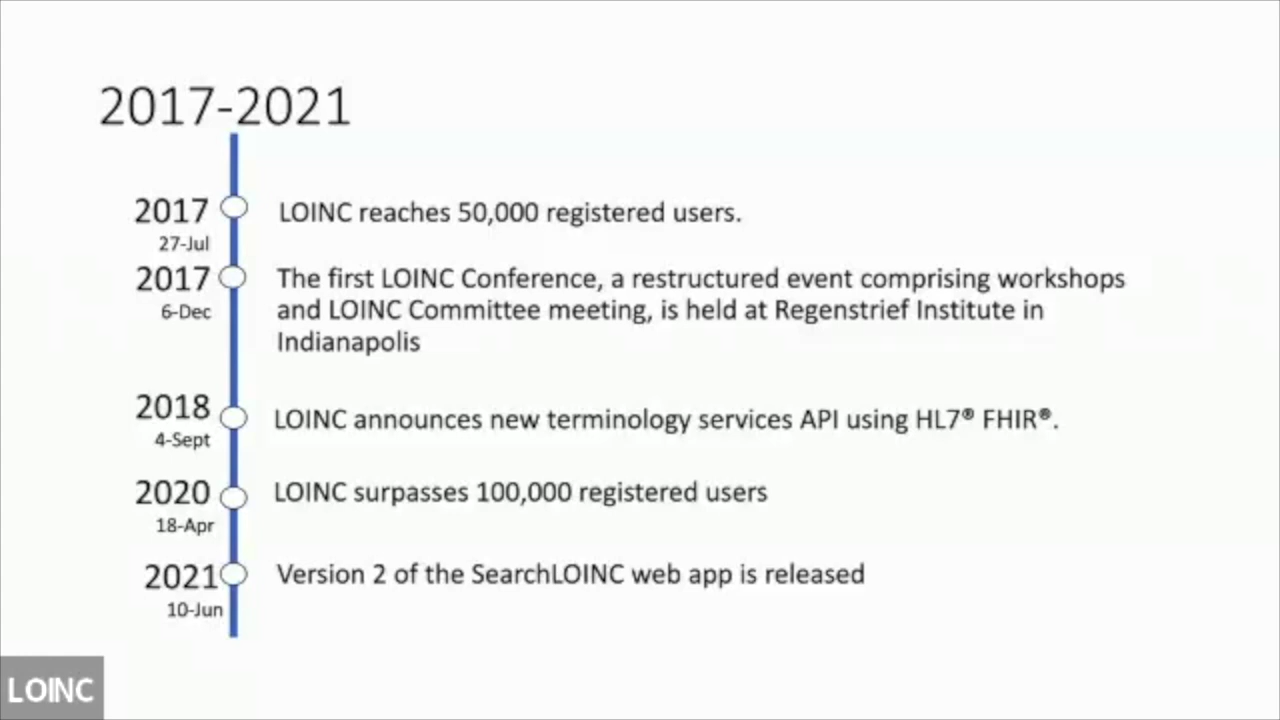 2017-2021
2017
27-Jul
LOINC reaches 50,000 registered users.
2017
6-Dec
The first LOINC Conference, a restructured event comprising workshops
and LOINC Committee meeting, is held at Regenstrief Institute in
Indianapolis
2018
4-Sept
LOINC announces new terminology services API using HL7® FHIR®.
2020
18-Apr
LOINC surpasses 100,000 registered users
2021
10-Jun
Version 2 of the SearchLOINC web app is released
LOINC